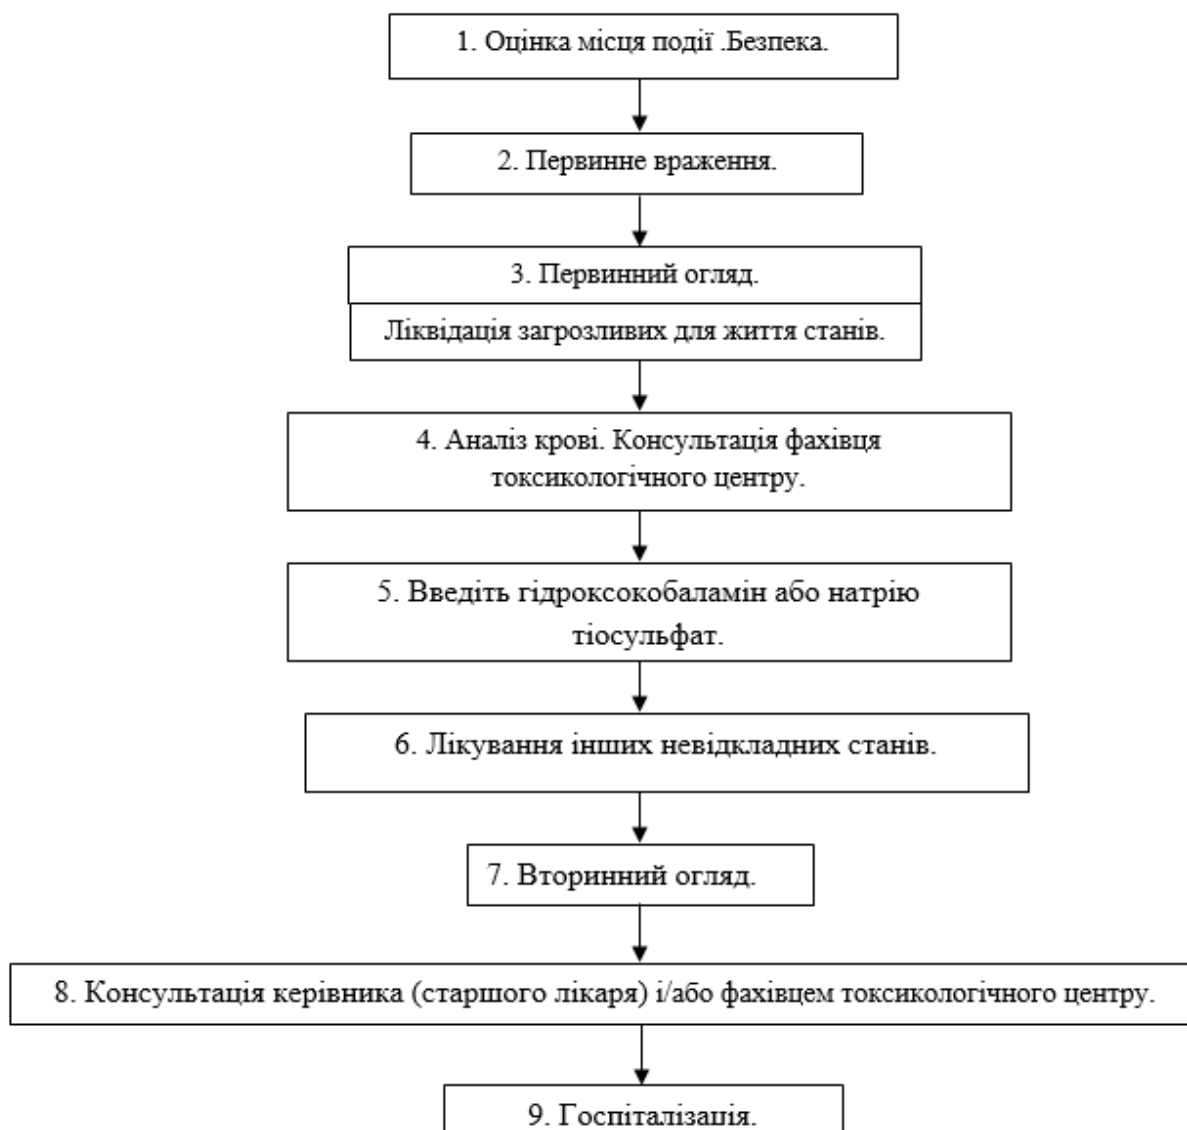 1. Оцінка місця події .Безпека.
2. Первинне враження.
3. Первинний огляд.
Ліквідація загрозливих для життя станів.
4. Аналіз крові. Консультація фахівця
токсикологічного центру.
5. Введіть гідроксокобаламін або натрію
тіосульфат.
6. Лікування інших невідкладних станів.
7. Вторинний огляд.
8. Консультація керівника (старшого лікаря) і/або фахівцем токсикологічного центру.
9. Госпіталізація.